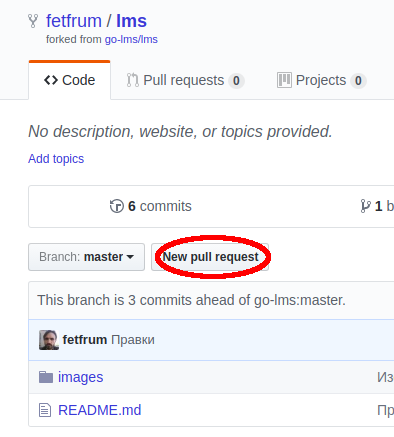 fetfrum / lms
forked from go-lms/lms
Code Pull requests 0 Projects 0
No description, website, or topics provided.
Add topics
6 commits 1 b
Branch: master New pull request
This branch is 3 commits ahead of go-lms:master.
fetfrum Правки
images Из
README.md Пр